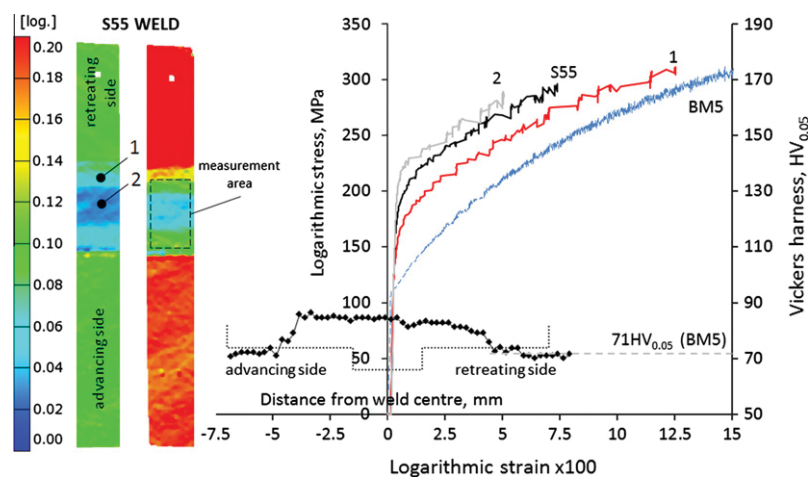 [log.]
S55 WELD
0.20
0.18
0.16
0.14
0.12
0.10
0.08
0.06
0.04
0.02
0.00
retreating side
advancing side
1
2
measurement
area
350
300
250
200
150
100
50
0
Logarithmic stress, MPa
2
S55
1
BM5
190
170
150
130
110
90
70
50
Vickers harness, HV0.05
71HV0.05 (BM5)
advancing side
retreating side
Distance from weld centre, mm
-7.5
-5
-2.5
0
2.5
5
7.5
10
12.5
15
Logarithmic strain x100